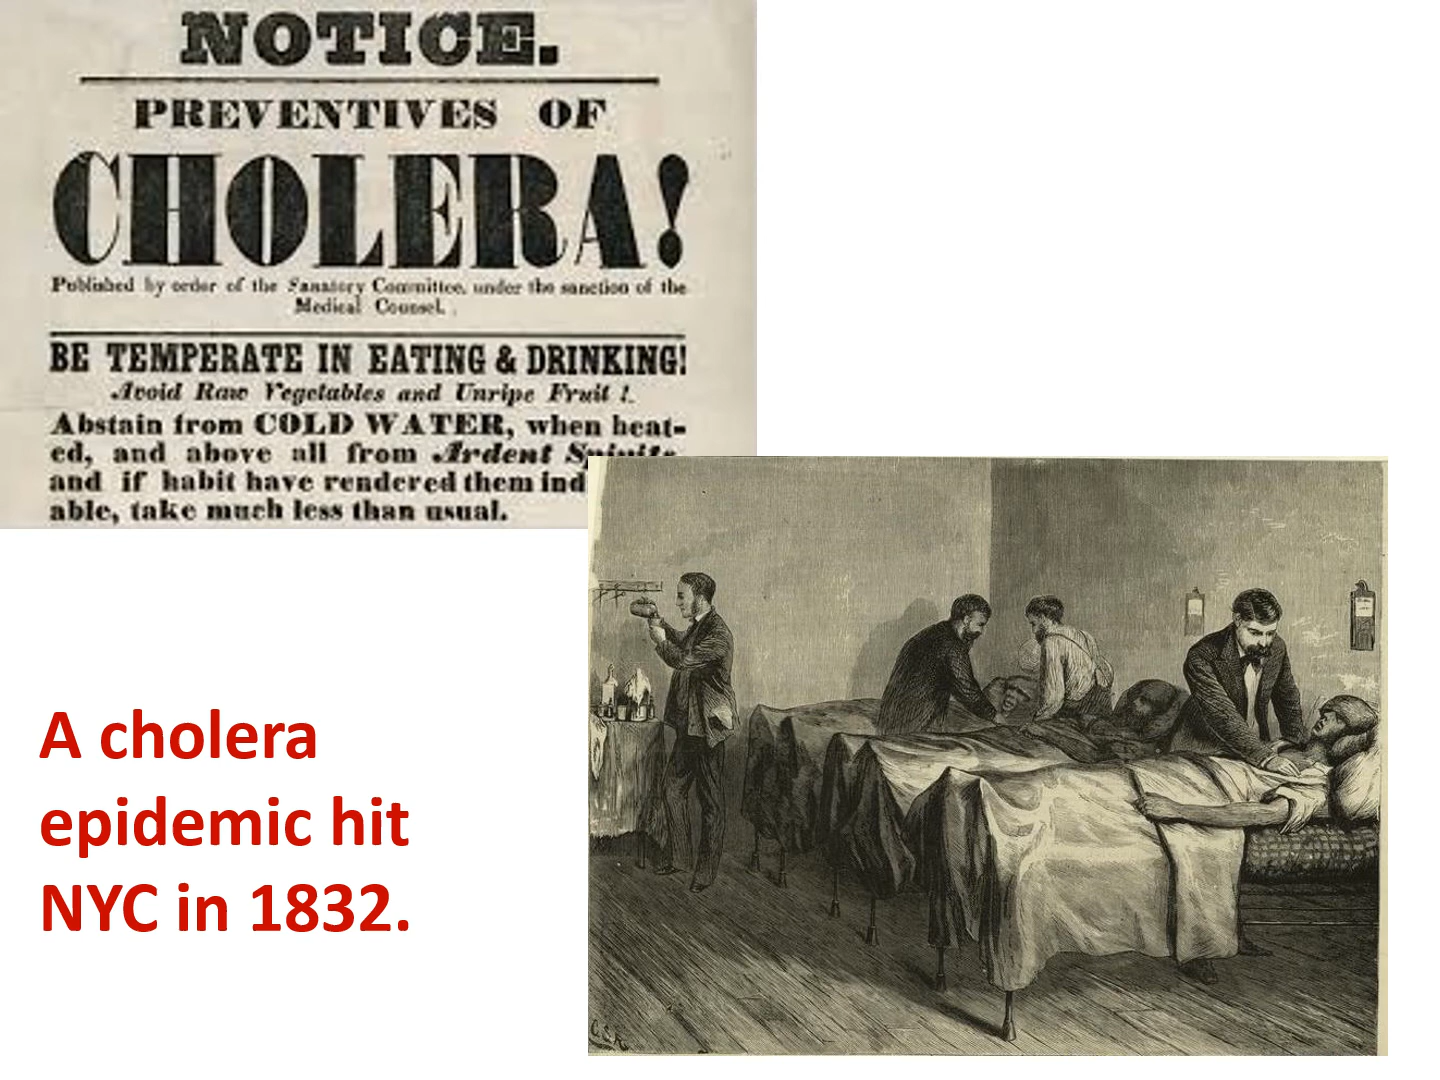 NOTICE.
PREVENTIVES OF
CHOLERA!
Published by order of the Sanatory Committee, under the sanction of the
Medical Counsel.
BE TEMPERATE IN EATING & DRINKING!
Avoid Raw Vegetables and Unripe Fruit !.
Abstain from COLD WATER, when heat-
ed, and above all from Ardent Spirits
and if habit have rendered them ind
able, take much less than usual.
A cholera
epidemic hit
NYC in 1832.